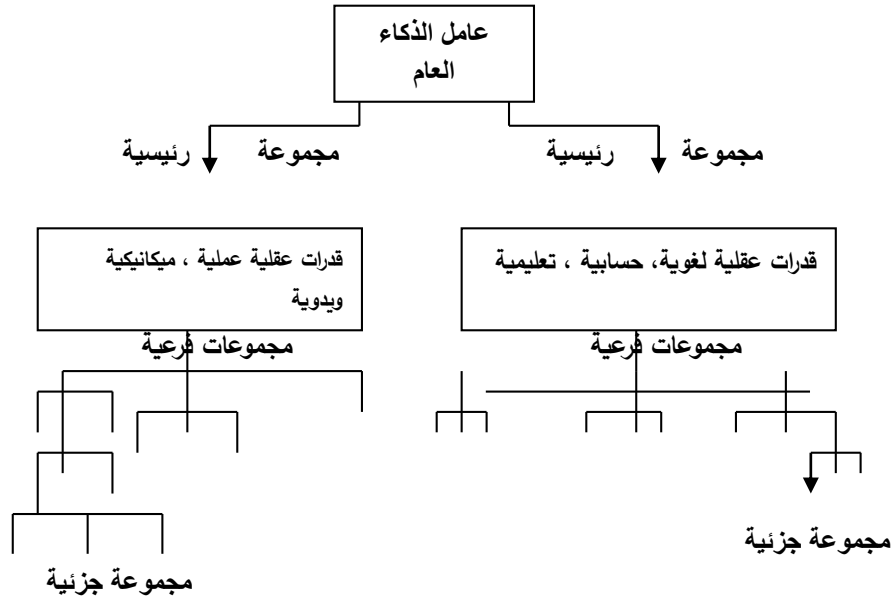 عامل الذكاء
العام
مجموعة رئيسية
مجموعة رئيسية
قدرات عقلية لغوية، حسابية ، تعليمية
قدرات عقلية عملية ، ميكانيكية
ويدوية
مجموعات فرعية
مجموعات فرعية
مجموعة جزئية
مجموعة جزئية